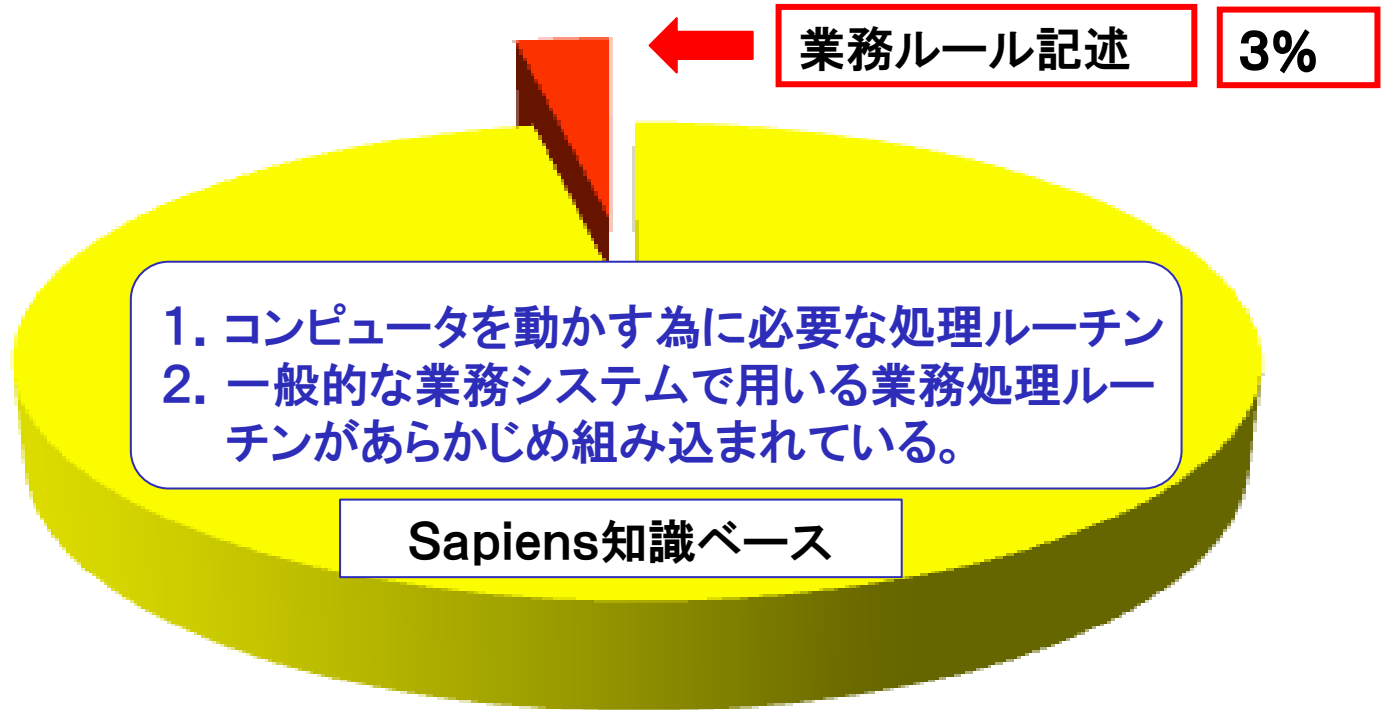 業務ルール記述
3%
1. コンピュータを動かす為に必要な処理ルーチン
2. 一般的な業務システムで用いる業務処理ルー
チンがあらかじめ組み込まれている。
Sapiens知識ベース